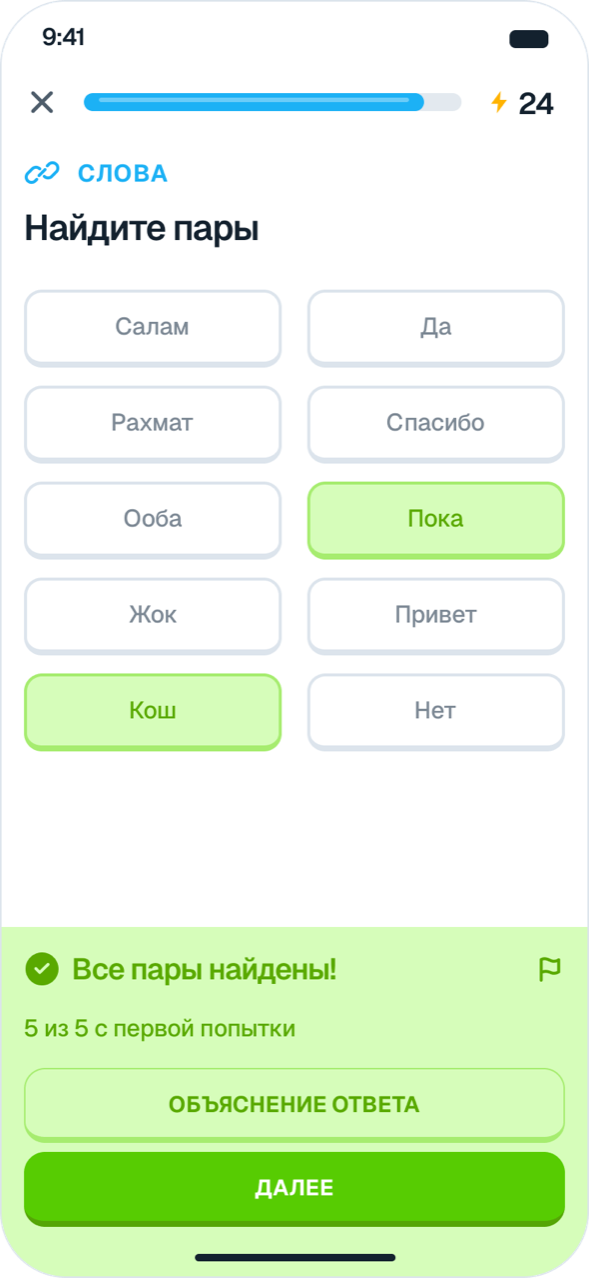 9:41
24
СЛОВА
Найдите пары
Салам
Да
Рахмат
Спасибо
Ооба
Пока
Жок
Привет
Кош
Нет
Все пары найдены!
5 из 5 с первой попытки
ОБЪЯСНЕНИЕ ОТВЕТА
ДАЛЕЕ